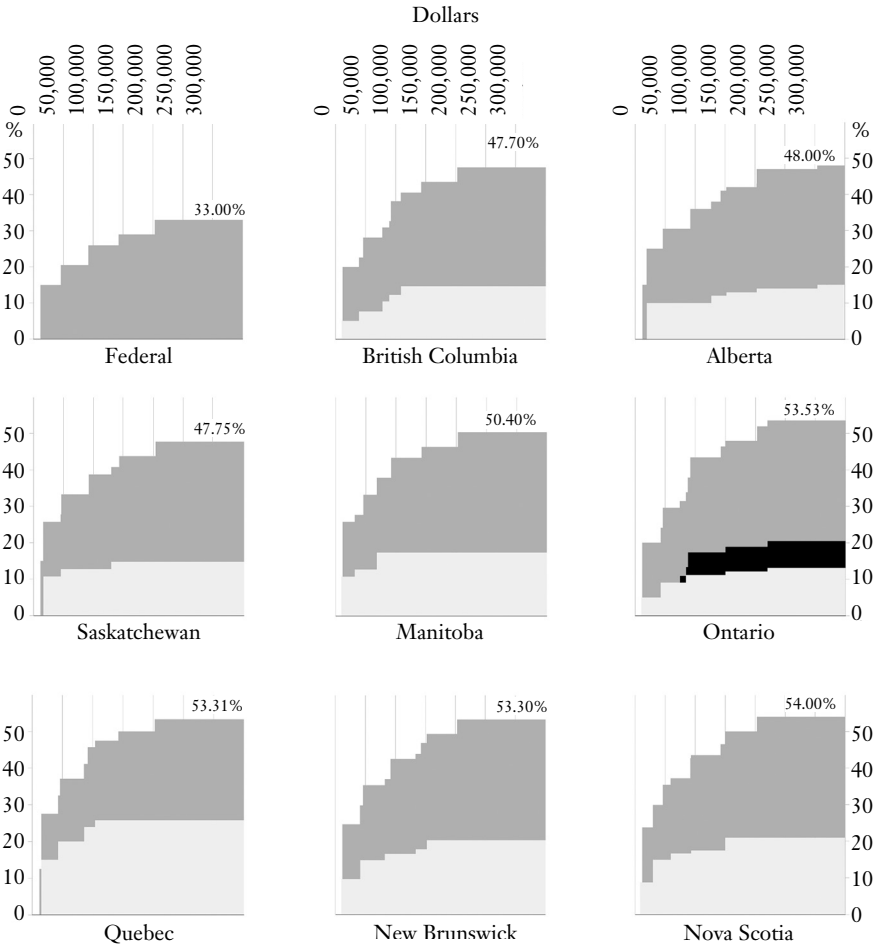 Dollars
0 50,000 100,000 150,000 200,000 250,000 300,000
0 50,000 100,000 150,000 200,000 250,000 300,000
0 50,000 100,000 150,000 200,000 250,000 300,000
% %
50 47.70% 48.00% 50
40 40
30 33.00% 30
20 20
10 10
0 0
Federal British Columbia Alberta
50 47.75% 50.40% 53.53% 50
40 40
30 30
20 20
10 10
0 0
Saskatchewan Manitoba Ontario
53.31% 53.30% 54.00%
50 50
40 40
30 30
20 20
10 10
0 0
Quebec New Brunswick Nova Scotia